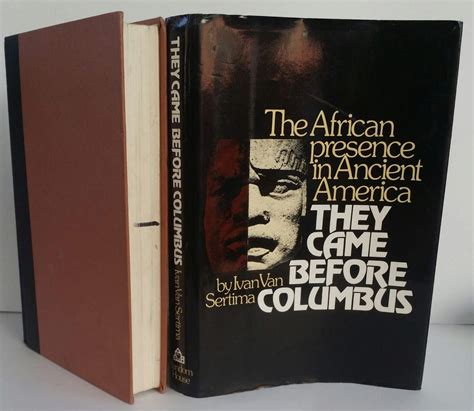 THEY CAME BEFORE COLUMBUS Ivan Van Sertima
Random
House
The African
presence
in Ancient
America
THEY
CAME
by Ivan Van BEFORE
Sertima COLUMBUS